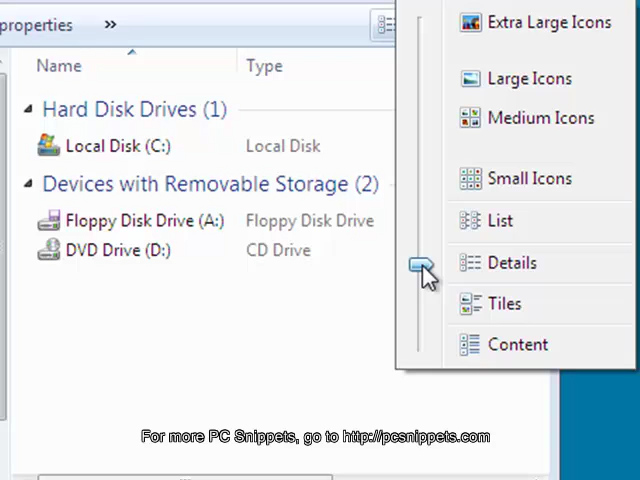 properties »
Name Type
Hard Disk Drives (1)
Local Disk (C:) Local Disk
Devices with Removable Storage (2)
Floppy Disk Drive (A:) Floppy Disk Drive
DVD Drive (D:) CD Drive
Extra Large Icons
Large Icons
Medium Icons
Small Icons
List
Details
Tiles
Content
For more PC Snippets, go to http://pcsnippets.com